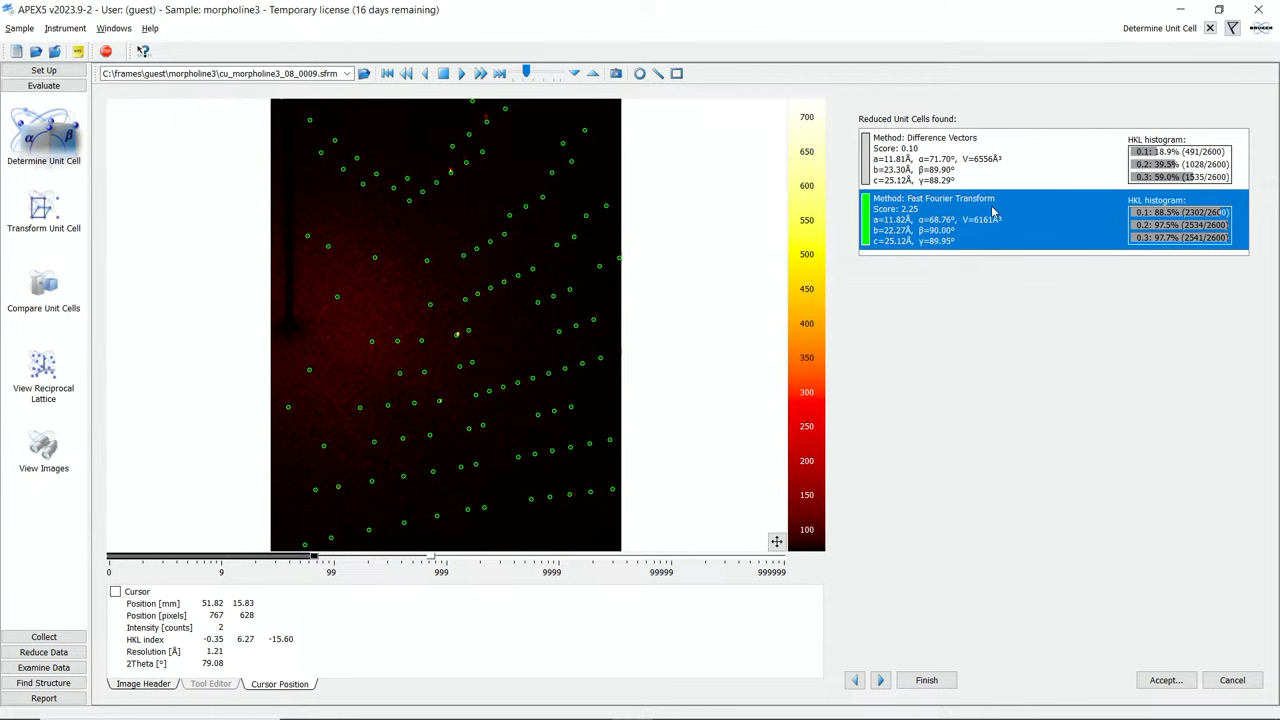 APEX5 v2023.9-2 - User: (guest) - Sample: morpholine3 - Temporary license (16 days remaining)
Sample Instrument Windows Help
Determine Unit Cell
BRUKER
Set Up
Evaluate
C:\frames\guest\morpholine3\cu_morpholine3_08_0009.sfrm
Determine Unit Cell
Transform Unit Cell
Compare Unit Cells
View Reciprocal
Lattice
View Images
Collect
Reduce Data
Examine Data
Find Structure
Report
700
650
600
550
500
450
400
350
300
250
200
150
100
0 9 99 999 9999 99999 999999
Cursor
Position [mm] 51.82 15.83
Position [pixels] 767 628
Intensity [counts] 2
HKL index -0.35 6.27 -15.60
Resolution [Å] 1.21
2Theta [°] 79.08
Image Header Tool Editor Cursor Position
Reduced Unit Cells found:
Method: Difference Vectors
Score: 0.10
a=11.81Å, α=71.70º, V=6556Å³
b=23.30Å, β=89.90º
c=25.12Å, γ=88.29º
HKL histogram:
0.1: 18.9% (491/2600)
0.2: 39.5% (1028/2600)
0.3: 59.0% (1535/2600)
Method: Fast Fourier Transform
Score: 2.25
a=11.82Å, α=68.76º, V=6161Å³
b=22.27Å, β=90.00º
c=25.12Å, γ=89.95º
HKL histogram:
0.1: 88.5% (2302/2600)
0.2: 97.5% (2534/2600)
0.3: 97.7% (2541/2600)
Finish Accept... Cancel